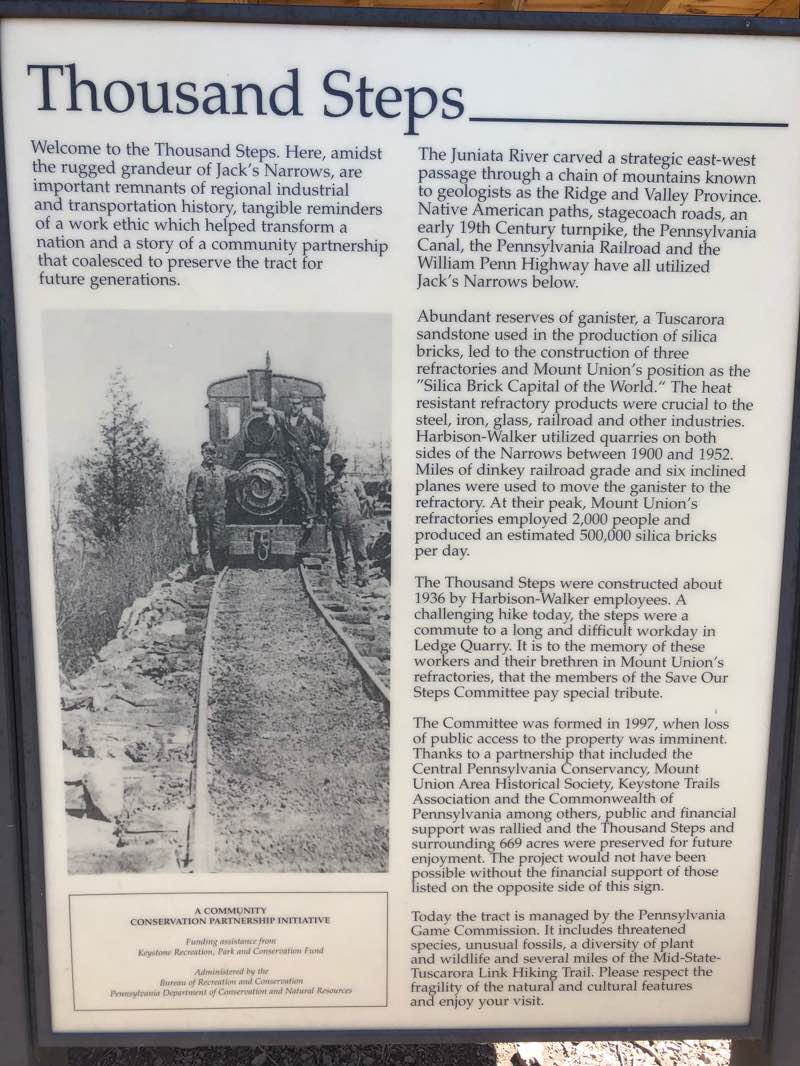 Thousand Steps
Welcome to the Thousand Steps. Here, amidst
the rugged grandeur of Jack's Narrows, are
important remnants of regional industrial
and transportation history, tangible reminders
of a work ethic which helped transform a
nation and a story of a community partnership
that coalesced to preserve the tract for
future generations.
A COMMUNITY
CONSERVATION PARTNERSHIP INITIATIVE
Funding assistance from
Keystone Recreation, Park and Conservation Fund
Administered by the
Bureau of Recreation and Conservation
Pennsylvania Department of Conservation and Natural Resources
The Juniata River carved a strategic east-west
passage through a chain of mountains known
to geologists as the Ridge and Valley Province.
Native American paths, stagecoach roads, an
early 19th Century turnpike, the Pennsylvania
Canal, the Pennsylvania Railroad and the
William Penn Highway have all utilized
Jack's Narrows below.
Abundant reserves of ganister, a Tuscarora
sandstone used in the production of silica
bricks, led to the construction of three
refractories and Mount Union's position as the
"Silica Brick Capital of the World." The heat
resistant refractory products were crucial to the
steel, iron, glass, railroad and other industries.
Harbison-Walker utilized quarries on both
sides of the Narrows between 1900 and 1952.
Miles of dinkey railroad grade and six inclined
planes were used to move the ganister to the
refractory. At their peak, Mount Union's
refractories employed 2,000 people and
produced an estimated 500,000 silica bricks
per day.
The Thousand Steps were constructed about
1936 by Harbison-Walker employees. A
challenging hike today, the steps were a
commute to a long and difficult workday in
Ledge Quarry. It is to the memory of these
workers and their brethren in Mount Union's
refractories, that the members of the Save Our
Steps Committee pay special tribute.
The Committee was formed in 1997, when loss
of public access to the property was imminent.
Thanks to a partnership that included the
Central Pennsylvania Conservancy, Mount
Union Area Historical Society, Keystone Trails
Association and the Commonwealth of
Pennsylvania among others, public and financial
support was rallied and the Thousand Steps and
surrounding 669 acres were preserved for future
enjoyment. The project would not have been
possible without the financial support of those
listed on the opposite side of this sign.
Today the tract is managed by the Pennsylvania
Game Commission. It includes threatened
species, unusual fossils, a diversity of plant
and wildlife and several miles of the Mid-State-
Tuscarora Link Hiking Trail. Please respect the
fragility of the natural and cultural features
and enjoy your visit.